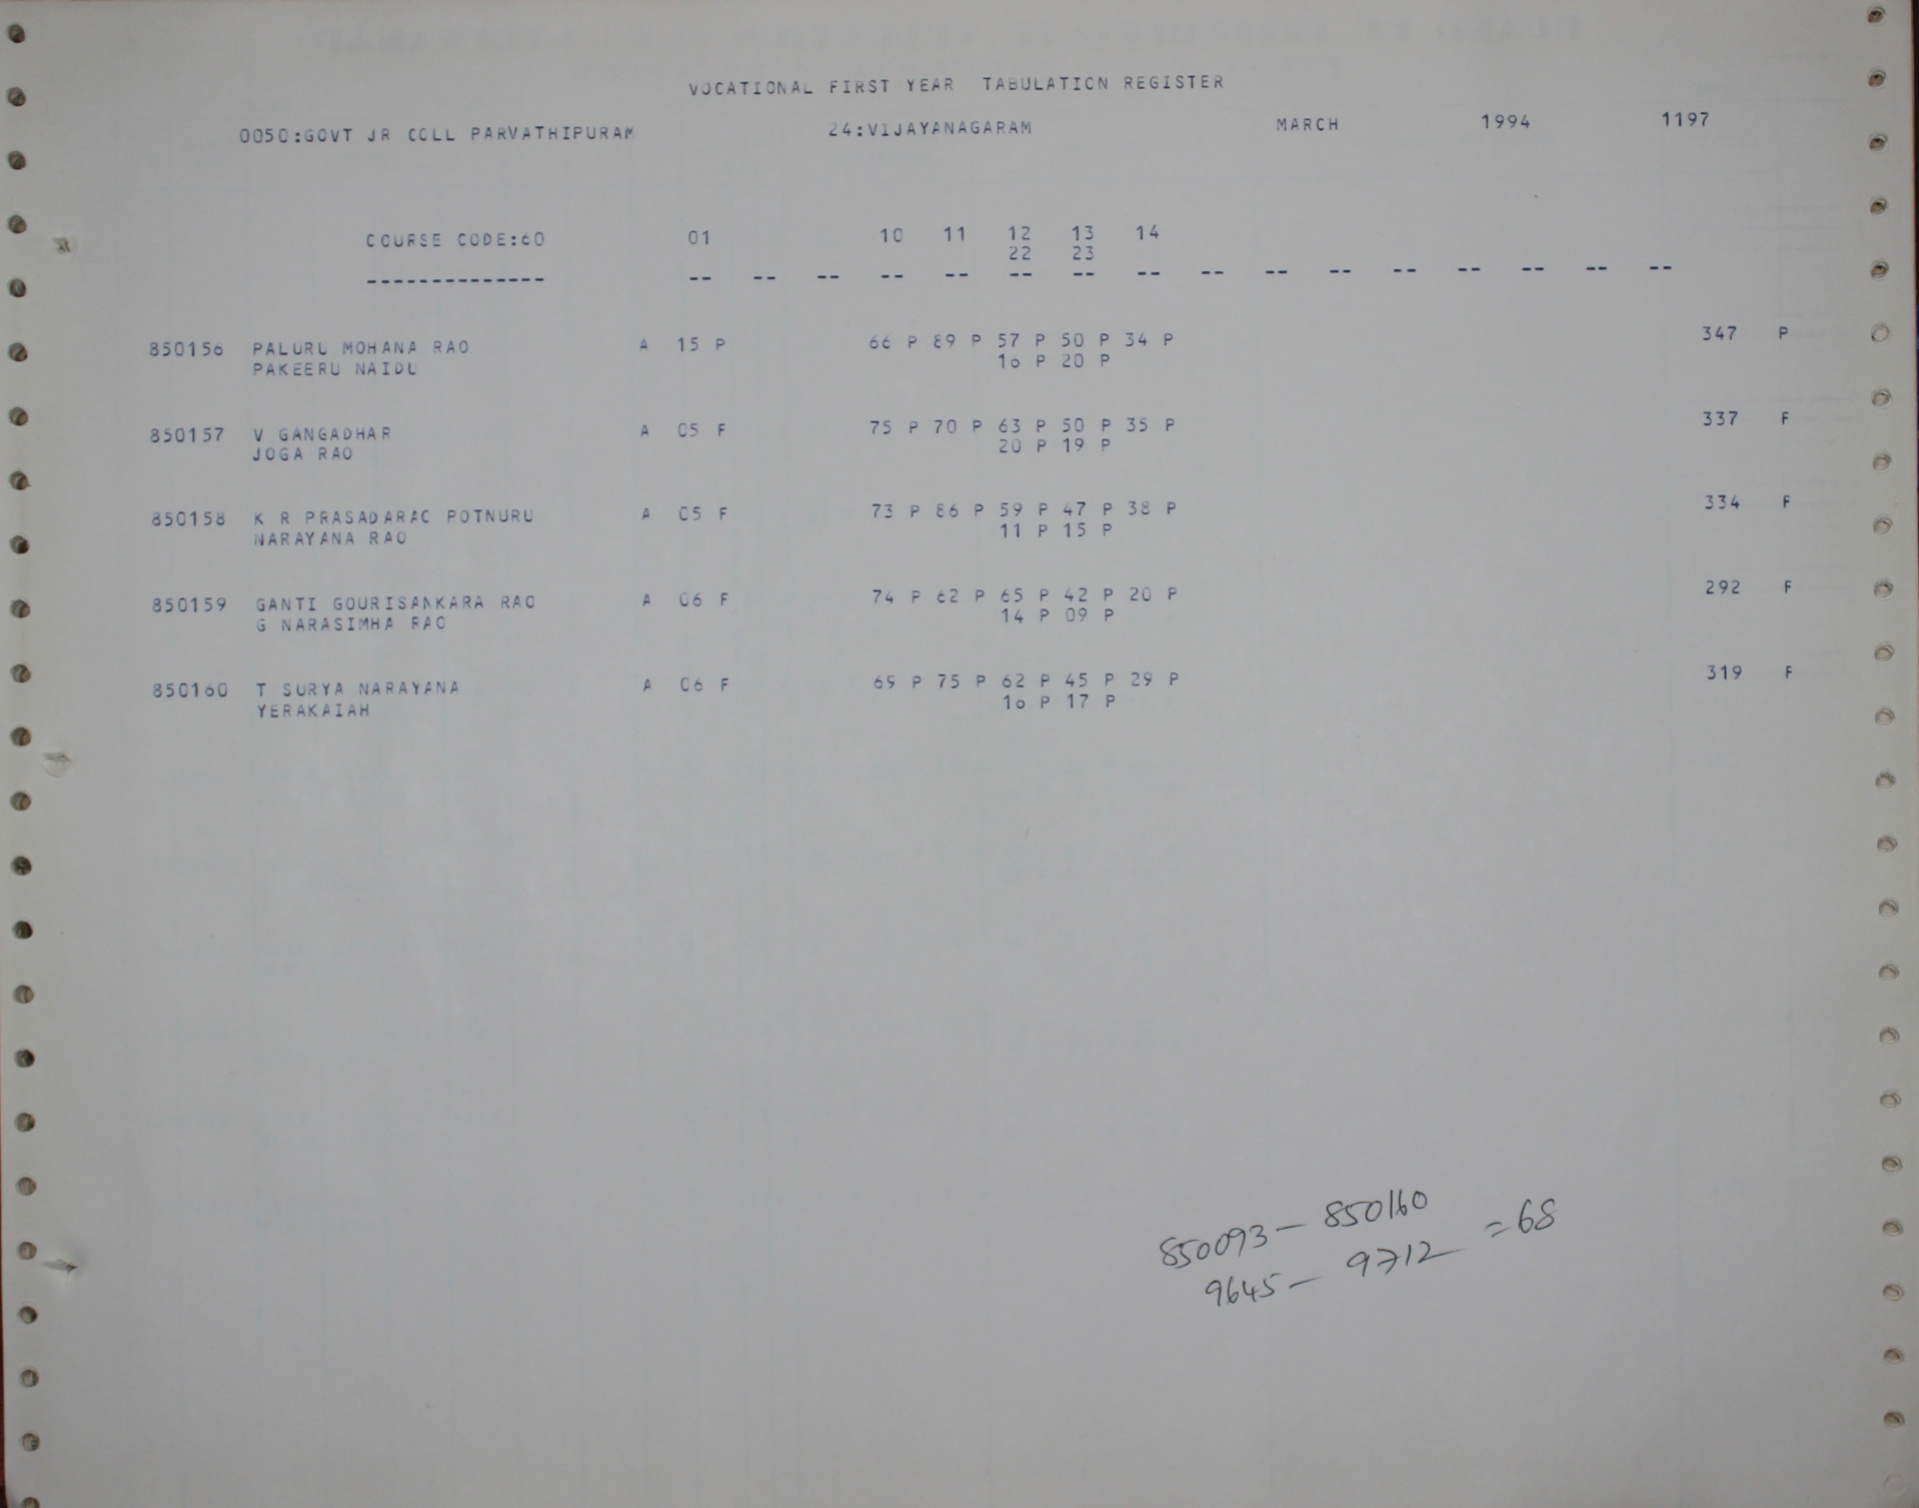 VOCATIONAL FIRST YEAR TABULATION REGISTER
0050:GOVT JR COLL PARVATHIPURAM 24:VIJAYANAGARAM MARCH 1994 1197
COURSE CODE:60 01 10 11 12 13 14
22 23
-------------- -- -- -- -- -- -- -- -- -- -- -- -- -- -- -- --
850156 PALURU MOHANA RAO A 15 P 66 P 89 P 57 P 50 P 34 P 347 P
PAKEERU NAIDU 16 P 20 P
850157 V GANGADHAR A 05 F 75 P 70 P 63 P 50 P 35 P 337 F
JOGA RAO 20 P 19 P
850158 K R PRASADARAO POTNURU A 05 F 73 P 86 P 59 P 47 P 38 P 334 F
NARAYANA RAO 11 P 15 P
850159 GANTI GOURISANKARA RAO A 06 F 74 P 62 P 65 P 42 P 20 P 292 F
G NARASIMHA RAO 14 P 09 P
850160 T SURYA NARAYANA A 06 F 69 P 75 P 62 P 45 P 29 P 319 F
YERAKAIAH 16 P 17 P
850093 - 850160
9645 - 9712 = 68